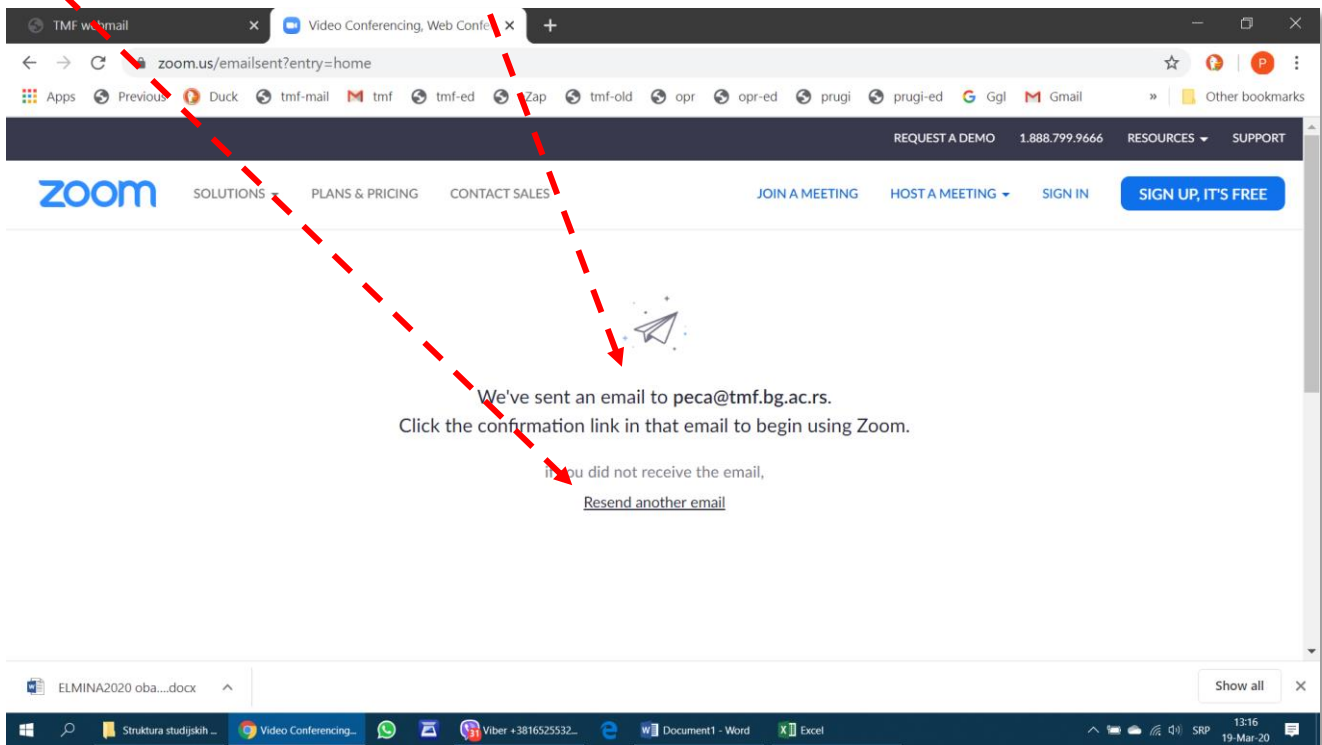 TMF webmail
Video Conferencing, Web Confe
zoom.us/emailsent?entry=home
P
Apps Previous Duck tmf-mail tmf tmf-ed Zap tmf-old opr opr-ed prugi prugi-ed Ggl Gmail » Other bookmarks
REQUEST A DEMO 1.888.799.9666 RESOURCES SUPPORT
zoom SOLUTIONS PLANS & PRICING CONTACT SALES JOIN A MEETING HOST A MEETING SIGN IN SIGN UP, IT'S FREE
We've sent an email to peca@tmf.bg.ac.rs.
Click the confirmation link in that email to begin using Zoom.
If you did not receive the email,
Resend another email
ELMINA2020 oba....docx Show all
Struktura studijskih ... Video Conferencing... Viber +3816525532... Document1 - Word Excel SRP 13:16
19-Mar-20